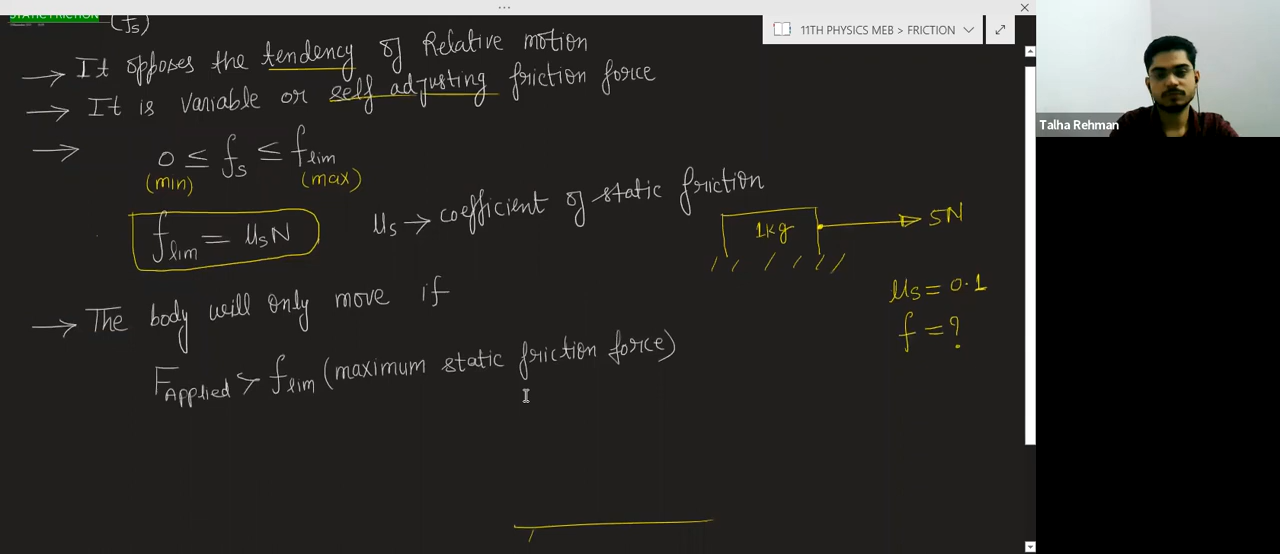 STATIC FRICTION
(fs)
11TH PHYSICS MEB > FRICTION
→ It opposes the tendency of Relative motion
→ It is variable or self adjusting friction force
Talha Rehman
→ 0 ≤ fs ≤ flim
(min) (max)
flim = μsN
μs → coefficient of static friction
1kg
5N
μs = 0.1
f = ?
→ The body will only move if
FApplied > flim (maximum static friction force)